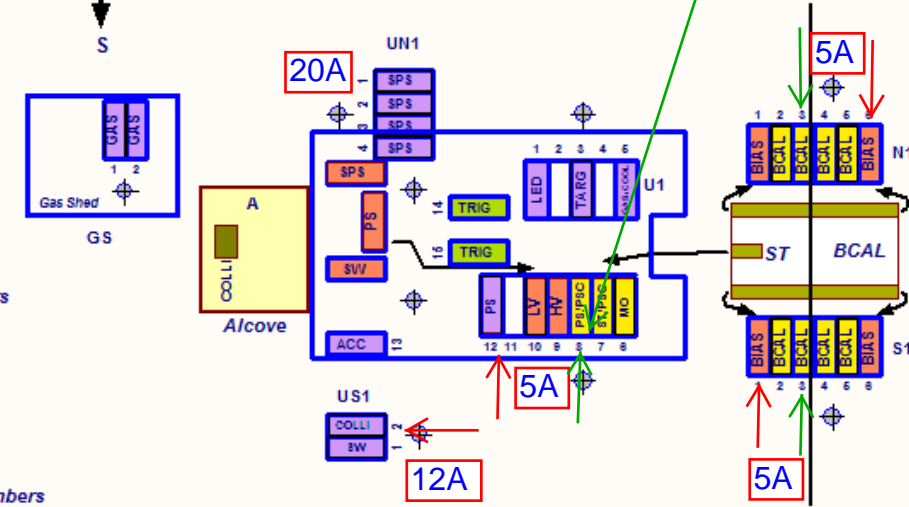 S
UN1
20A
5A
1 SPS
2 SPS
3 SPS
4 SPS
GAS GAS
1 2
Gas Shed
GS
A
COLLI
Alcove
SPS
PS
SW
ACC 13
14 TRIG
15 TRIG
1 2 3 4 5
LED TARG GAS+COOL
U1
PS LV HV PS/PSC ST/PSC MO
12 11 10 9 8 7 6
5A
US1
COLLI 2
SW 1
12A
1 2 3 4 5 6
BIAS BCAL BCAL BCAL BCAL BIAS
N1
ST BCAL
BIAS BCAL BCAL BCAL BCAL BIAS
S1
1 2 3 4 5 6
5A
rs
mbers